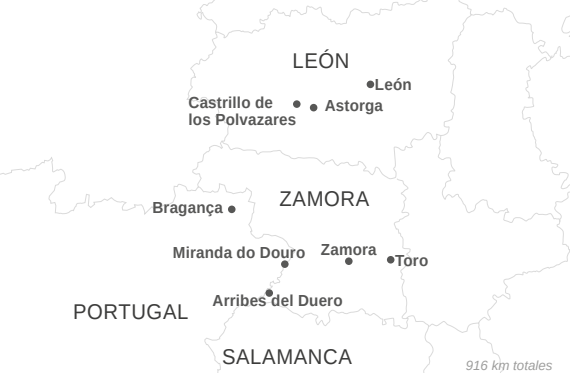 LEÓN
León
Castrillo de
los Polvazares
Astorga
ZAMORA
Bragança
Miranda do Douro
Zamora
Toro
Arribes del Duero
PORTUGAL
SALAMANCA
916 km totales